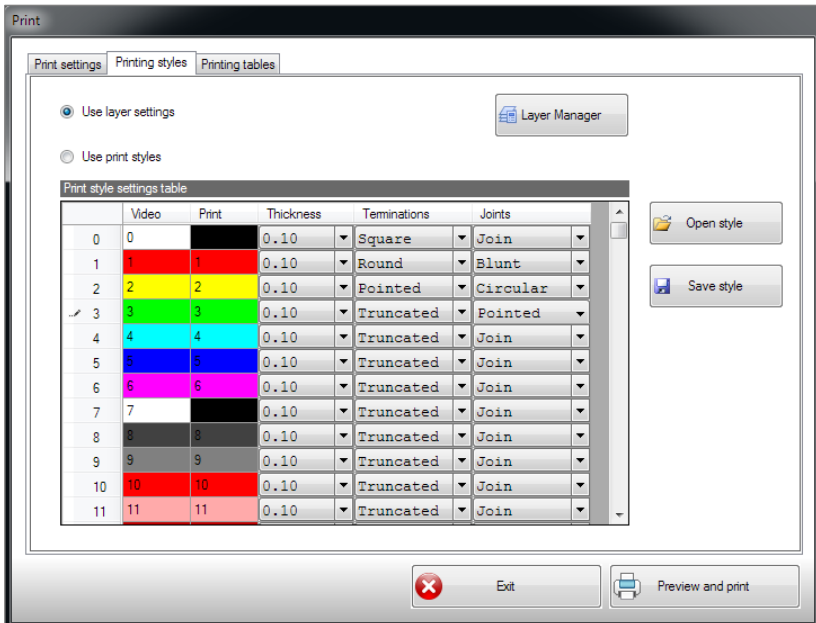 Print
Print settings Printing styles Printing tables
Use layer settings
Layer Manager
Use print styles
Print style settings table
Video Print Thickness Terminations Joints
0 0 0.10 Square Join
1 1 1 0.10 Round Blunt
2 2 2 0.10 Pointed Circular
3 3 3 0.10 Truncated Pointed
4 4 4 0.10 Truncated Join
5 5 5 0.10 Truncated Join
6 6 6 0.10 Truncated Join
7 7 0.10 Truncated Join
8 8 8 0.10 Truncated Join
9 9 9 0.10 Truncated Join
10 10 10 0.10 Truncated Join
11 11 11 0.10 Truncated Join
Open style
Save style
Exit
Preview and print